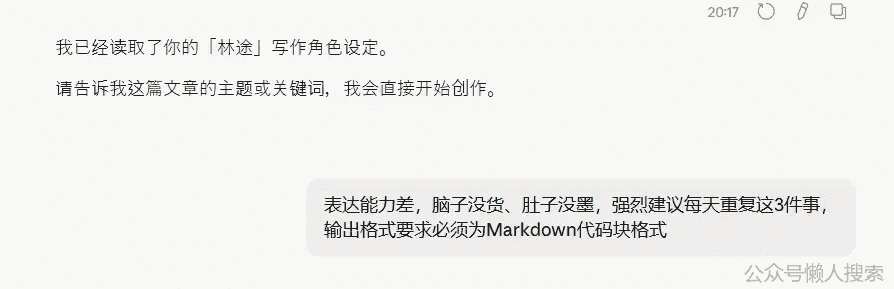 20:17
我已经读取了你的「林途」写作角色设定。
请告诉我这篇文章的主题或关键词，我会直接开始创作。
表达能力差，脑子没货、肚子没墨，强烈建议每天重复这3件事，
输出格式要求必须为Markdown代码块格式
公众号懒人搜索